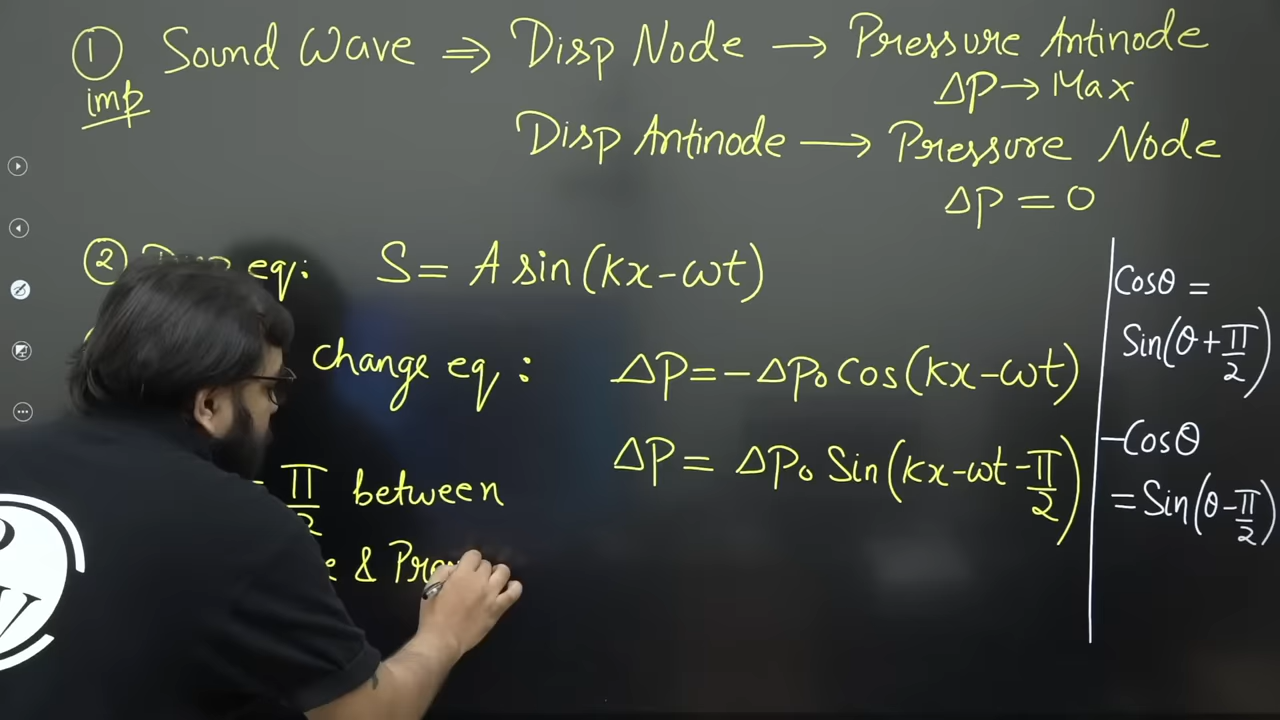 ① Sound Wave ⇒ Disp Node → Pressure Antinode
imp
ΔP → Max
Disp Antinode → Pressure Node
ΔP = 0
② eq: S = A sin(kx-ωt)
change eq: ΔP = -ΔP₀ Cos(kx-ωt)
ΔP = ΔP₀ Sin(kx-ωt-π/2)
π/2 between
&
Cosθ =
Sin(θ+π/2)
-Cosθ
= Sin(θ-π/2)